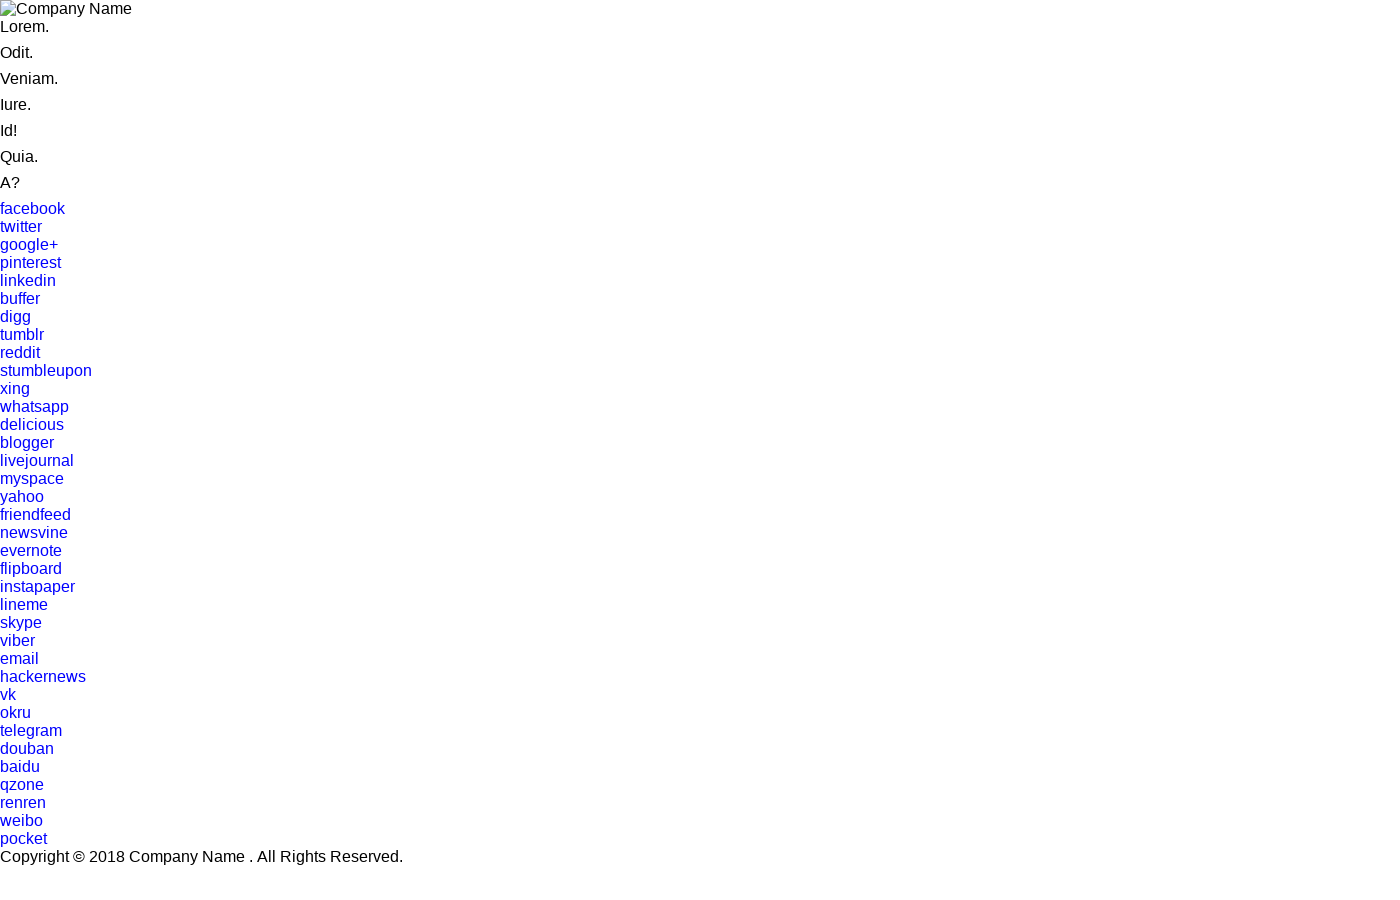 Company Name
Lorem.
Odit.
Veniam.
Iure.
Id!
Quia.
A?
facebook
twitter
google+
pinterest
linkedin
buffer
digg
tumblr
reddit
stumbleupon
xing
whatsapp
delicious
blogger
livejournal
myspace
yahoo
friendfeed
newsvine
evernote
flipboard
instapaper
lineme
skype
viber
email
hackernews
vk
okru
telegram
douban
baidu
qzone
renren
weibo
pocket
Copyright © 2018 Company Name . All Rights Reserved.